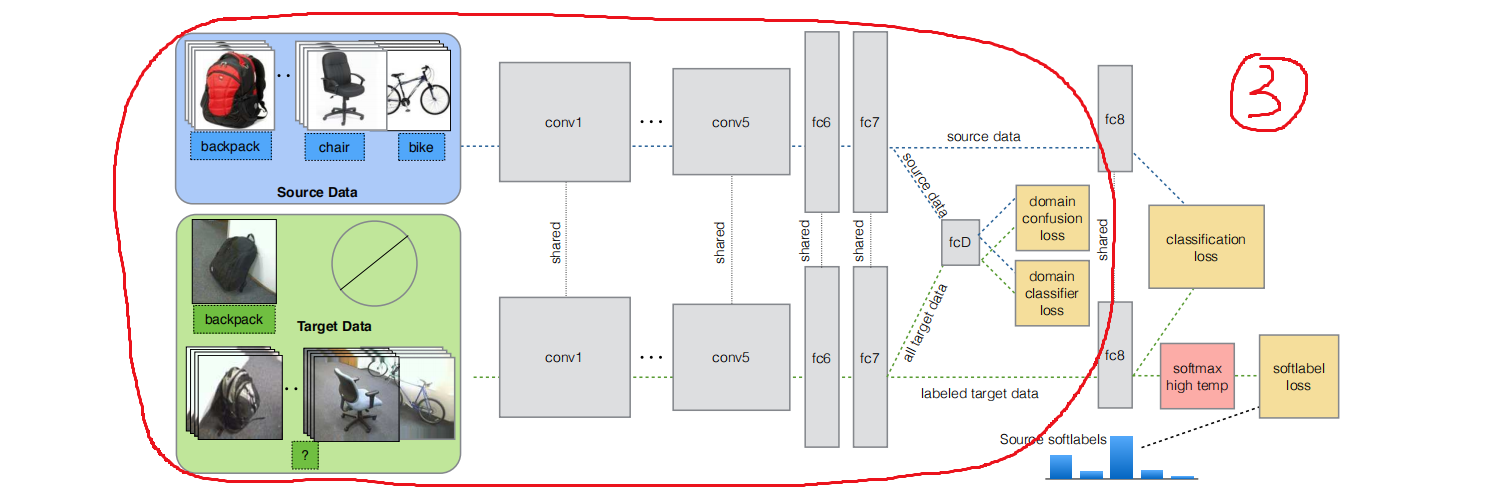 3
backpack
chair
bike
Source Data
conv1
...
conv5
fc6
fc7
source data
fc8
source data
shared
shared
shared
shared
shared
fcD
domain
confusion
loss
domain
classifier
loss
classification
loss
backpack
Target Data
?
conv1
...
conv5
fc6
fc7
all target data
labeled target data
fc8
softmax
high temp
softlabel
loss
Source softlabels